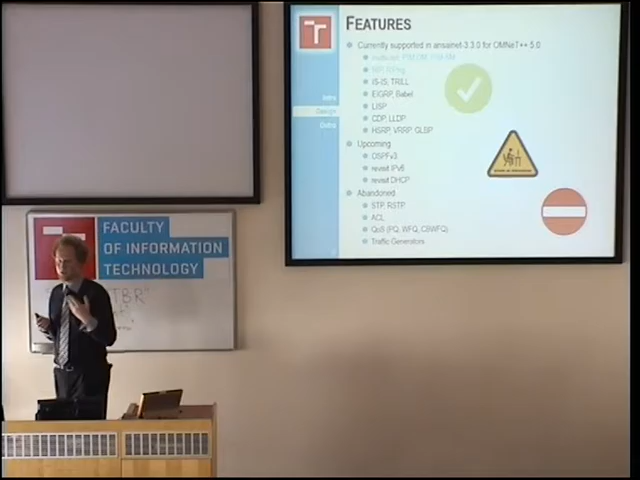 FEATURES
Currently supported in ansainet-3.3.0 for OMNeT++ 5.0
IS-IS, TRILL
EIGRP, Babel
LISP
CDP, LLDP
HSRP, VRRP, GLBP
Upcoming
OSPFv3
revisit IPv6
revisit DHCP
Abandoned
STP, RSTP
ACL
QoS (PQ, WFQ, CBWFQ)
Traffic Generators
Intro
Design
FACULTY
OF INFORMATION
TECHNOLOGY